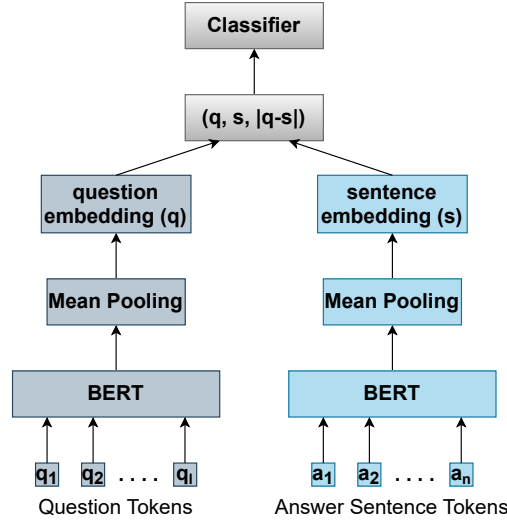 Classifier
(q, s, |q-s|)
question
embedding (q)
sentence
embedding (s)
Mean Pooling
Mean Pooling
BERT
BERT
q1 q2 . . . . ql
a1 a2 . . . . an
Question Tokens
Answer Sentence Tokens